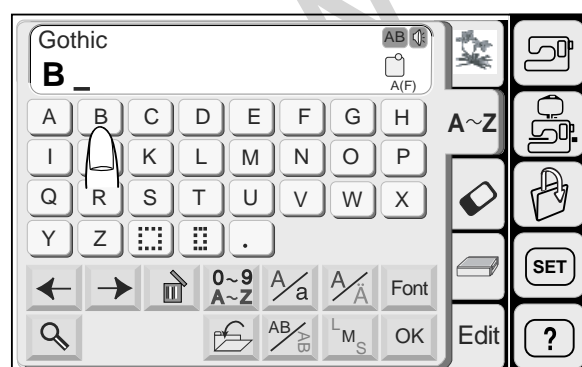 Gothic AB
B _ A(F)
A B C D E F G H
I K L M N O P
Q R S T U V W X
Y Z .
0~9 A~Z A/a A/Ä Font
AB/AB L M S OK
A~Z
Edit
SET
?